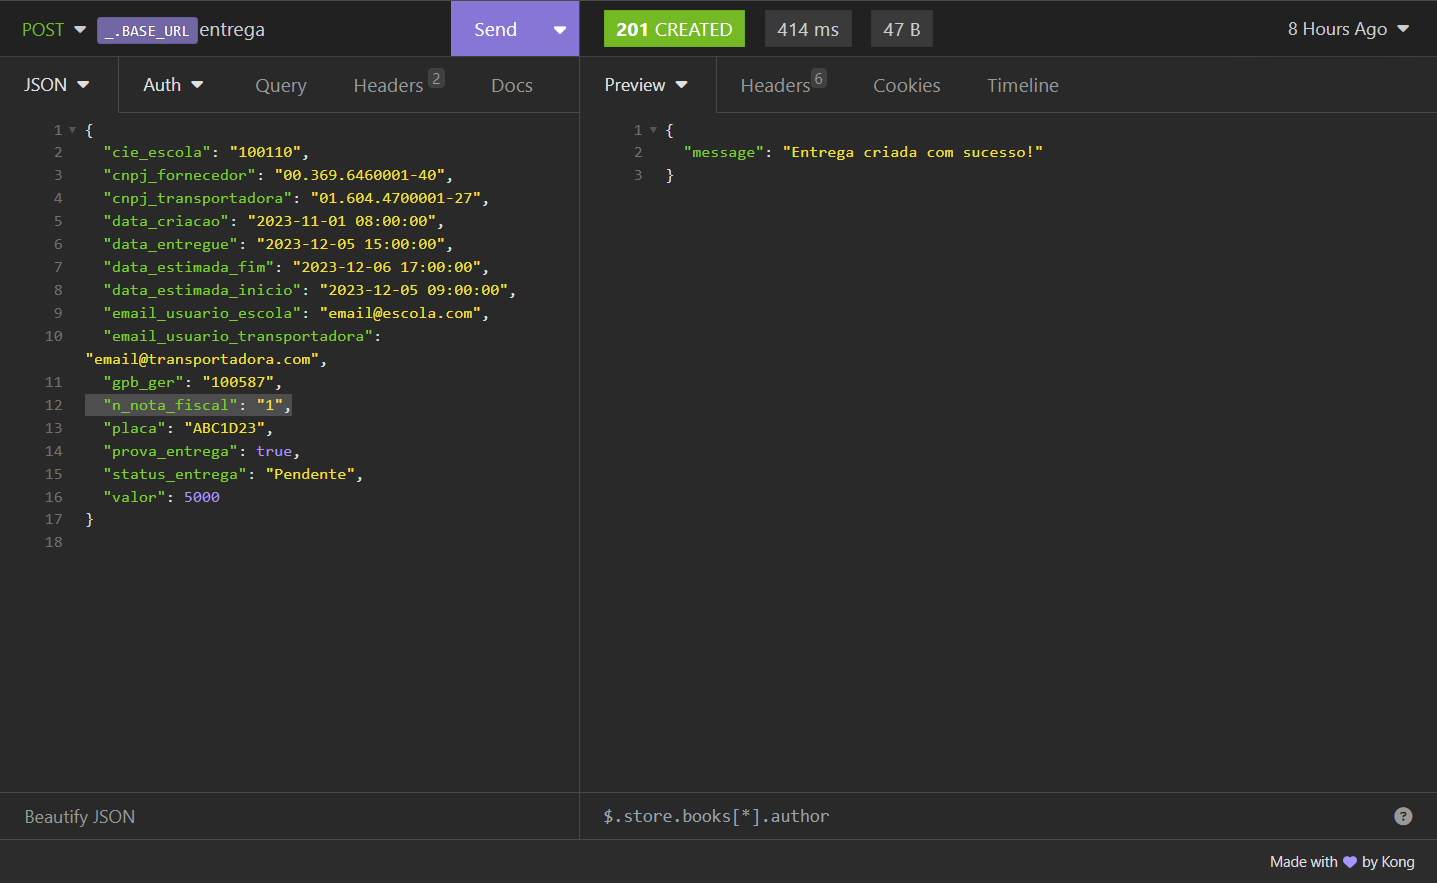 POST _.BASE_URL entrega Send 201 CREATED 414 ms 47 B 8 Hours Ago
JSON Auth Query Headers 2 Docs Preview Headers 6 Cookies Timeline
1 {
2 "cie_escola": "100110",
3 "cnpj_fornecedor": "00.369.6460001-40",
4 "cnpj_transportadora": "01.604.4700001-27",
5 "data_criacao": "2023-11-01 08:00:00",
6 "data_entregue": "2023-12-05 15:00:00",
7 "data_estimada_fim": "2023-12-06 17:00:00",
8 "data_estimada_inicio": "2023-12-05 09:00:00",
9 "email_usuario_escola": "email@escola.com",
10 "email_usuario_transportadora":
"email@transportadora.com",
11 "gpb_ger": "100587",
12 "n_nota_fiscal": "1",
13 "placa": "ABC1D23",
14 "prova_entrega": true,
15 "status_entrega": "Pendente",
16 "valor": 5000
17 }
18
1 {
2 "message": "Entrega criada com sucesso!"
3 }
Beautify JSON
$.store.books[*].author ?
Made with 💜 by Kong